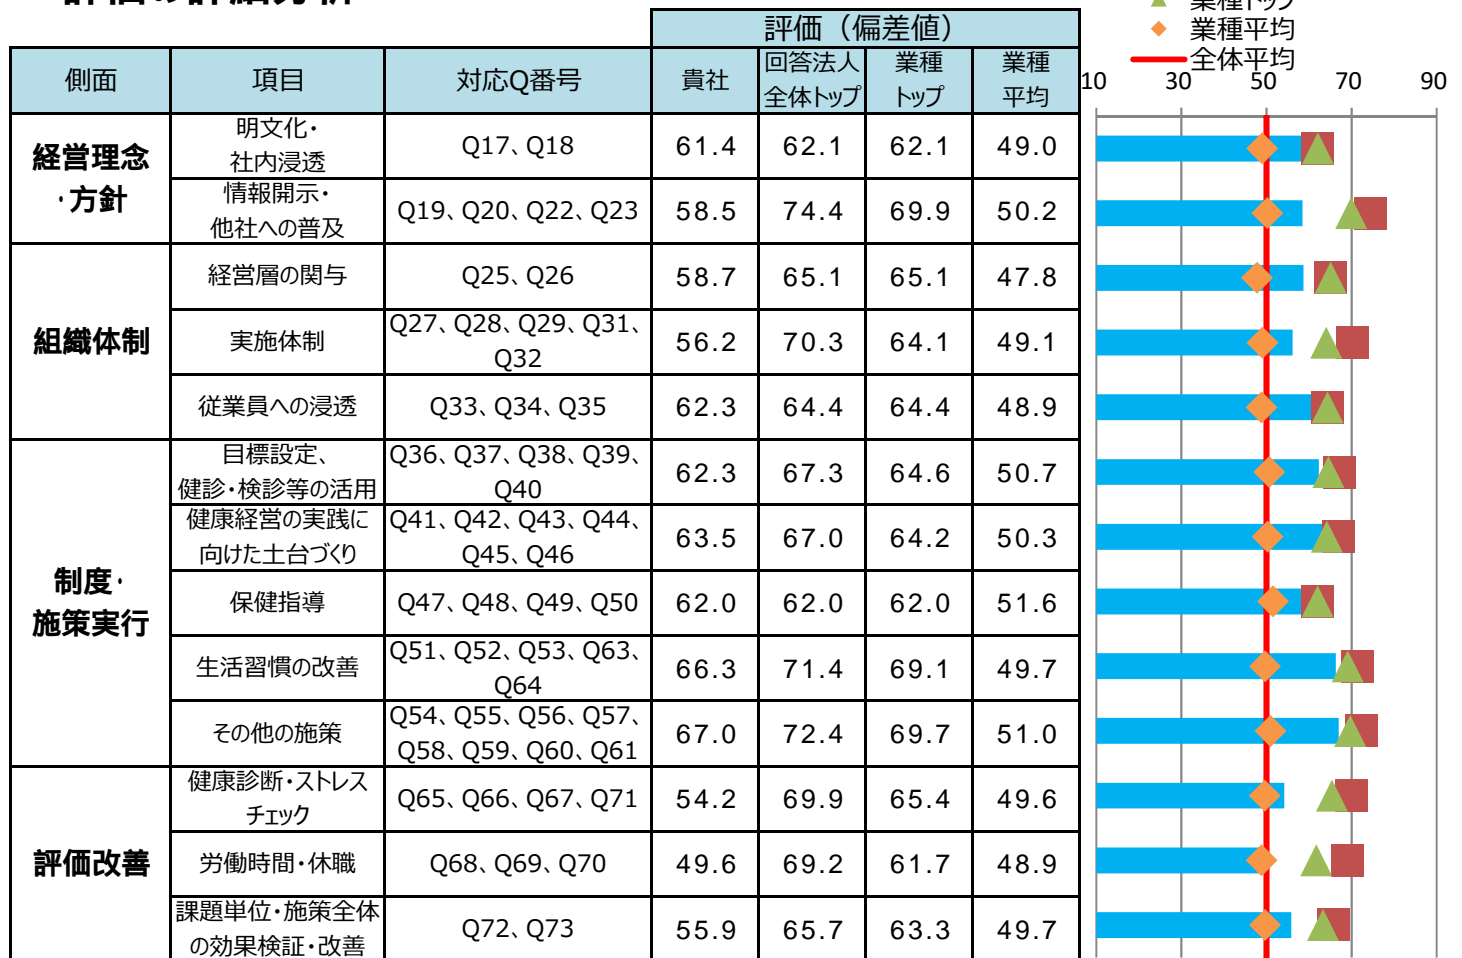 評価の詳細分析
業種トップ
業種平均
全体平均
評価（偏差値）
側面 項目 対応Q番号 貴社 回答法人 全体トップ 業種 トップ 業種 平均
10 30 50 70 90
経営理念
・方針
明文化・
社内浸透
Q17、Q18 61.4 62.1 62.1 49.0
情報開示・
他社への普及
Q19、Q20、Q22、Q23 58.5 74.4 69.9 50.2
組織体制
経営層の関与 Q25、Q26 58.7 65.1 65.1 47.8
実施体制
Q27、Q28、Q29、Q31、
Q32
56.2 70.3 64.1 49.1
従業員への浸透 Q33、Q34、Q35 62.3 64.4 64.4 48.9
制度・
施策実行
目標設定、
健診・検診等の活用
Q36、Q37、Q38、Q39、
Q40
62.3 67.3 64.6 50.7
健康経営の実践に
向けた土台づくり
Q41、Q42、Q43、Q44、
Q45、Q46
63.5 67.0 64.2 50.3
保健指導 Q47、Q48、Q49、Q50 62.0 62.0 62.0 51.6
生活習慣の改善
Q51、Q52、Q53、Q63、
Q64
66.3 71.4 69.1 49.7
その他の施策
Q54、Q55、Q56、Q57、
Q58、Q59、Q60、Q61
67.0 72.4 69.7 51.0
評価改善
健康診断・ストレス
チェック
Q65、Q66、Q67、Q71 54.2 69.9 65.4 49.6
労働時間・休職 Q68、Q69、Q70 49.6 69.2 61.7 48.9
課題単位・施策全体
の効果検証・改善
Q72、Q73 55.9 65.7 63.3 49.7